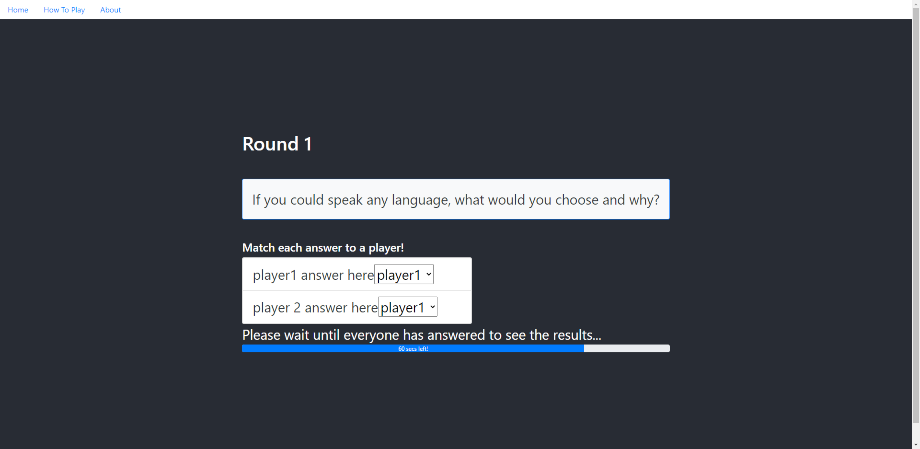 Home How To Play About
Round 1
If you could speak any language, what would you choose and why?
Match each answer to a player!
player1 answer here player1
player 2 answer here player1
Please wait until everyone has answered to see the results...
60 secs left!